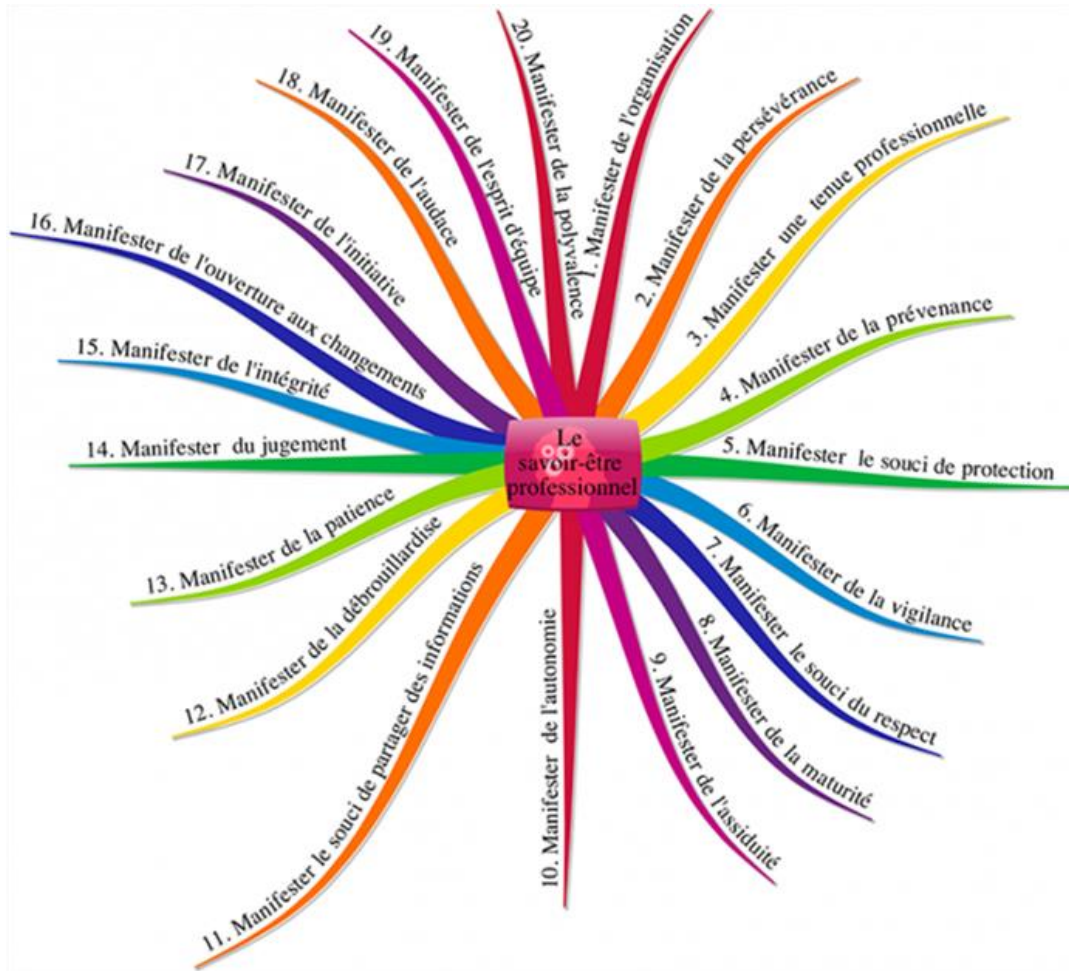 Le
savoir-être
professionnel
1. Manifester de l'organisation
2. Manifester de la persévérance
3. Manifester une tenue professionnelle
4. Manifester de la prévenance
5. Manifester le souci de protection
6. Manifester de la vigilance
7. Manifester le souci du respect
8. Manifester de la maturité
9. Manifester de l'assiduité
10. Manifester de l'autonomie
11. Manifester le souci de partager des informations
12. Manifester de la débrouillardise
13. Manifester de la patience
14. Manifester du jugement
15. Manifester de l'intégrité
16. Manifester de l'ouverture aux changements
17. Manifester de l'initiative
18. Manifester de l'audace
19. Manifester de l'esprit d'équipe
20. Manifester de la polyvalence